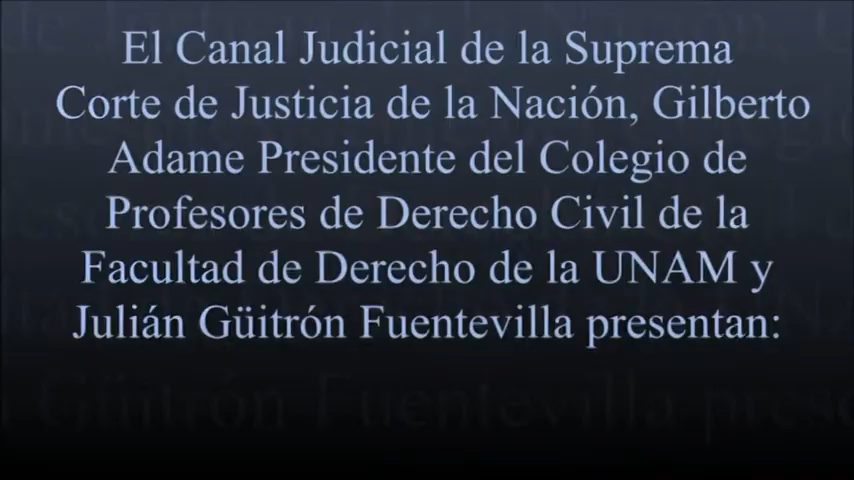 El Canal Judicial de la Suprema
Corte de Justicia de la Nación, Gilberto
Adame Presidente del Colegio de
Profesores de Derecho Civil de la
Facultad de Derecho de la UNAM y
Julián Güitrón Fuentevilla presentan: